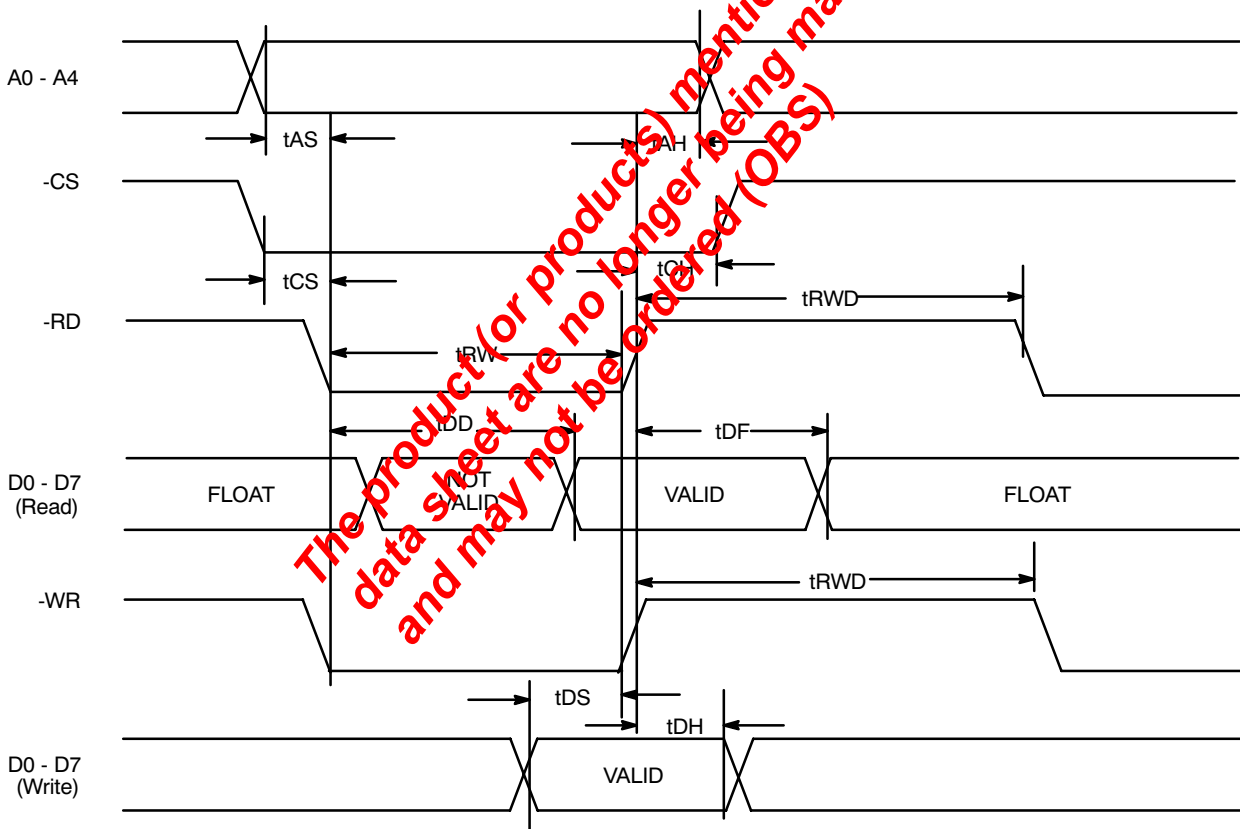 A0 - A4
tAS
tAH
-CS
tCS
tCH
tRWD
-RD
tRW
tDD
tDF
D0 - D7
(Read)
FLOAT
NOT
VALID
VALID
FLOAT
tRWD
-WR
tDS
tDH
D0 - D7
(Write)
VALID
The product (or products)
data sheet are no longer being
and may not be ordered (OBS)